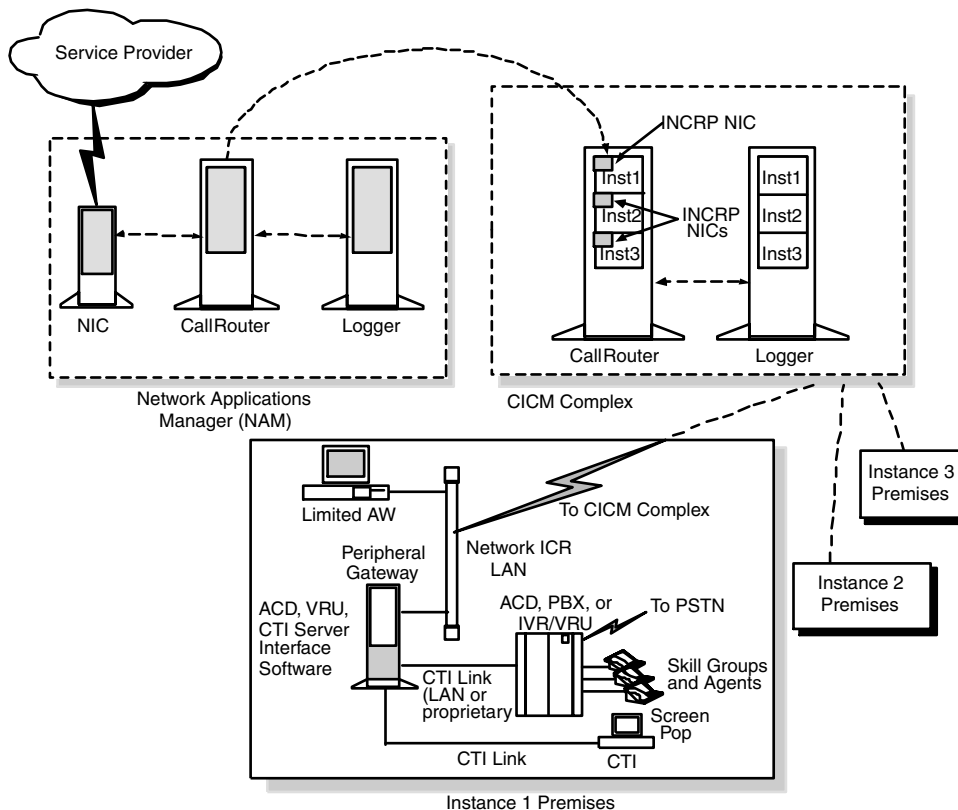 Service Provider
NIC
CallRouter
Logger
Network Applications
Manager (NAM)
INCRP NIC
Inst1
Inst2
Inst3
INCRP
NICs
Inst1
Inst2
Inst3
CallRouter
Logger
CICM Complex
Limited AW
To CICM Complex
Network ICR
LAN
Peripheral
Gateway
ACD, VRU,
CTI Server
Interface
Software
ACD, PBX, or
IVR/VRU
To PSTN
CTI Link
(LAN or
proprietary
Skill Groups
and Agents
Screen
Pop
CTI Link
CTI
Instance 3
Premises
Instance 2
Premises
Instance 1 Premises